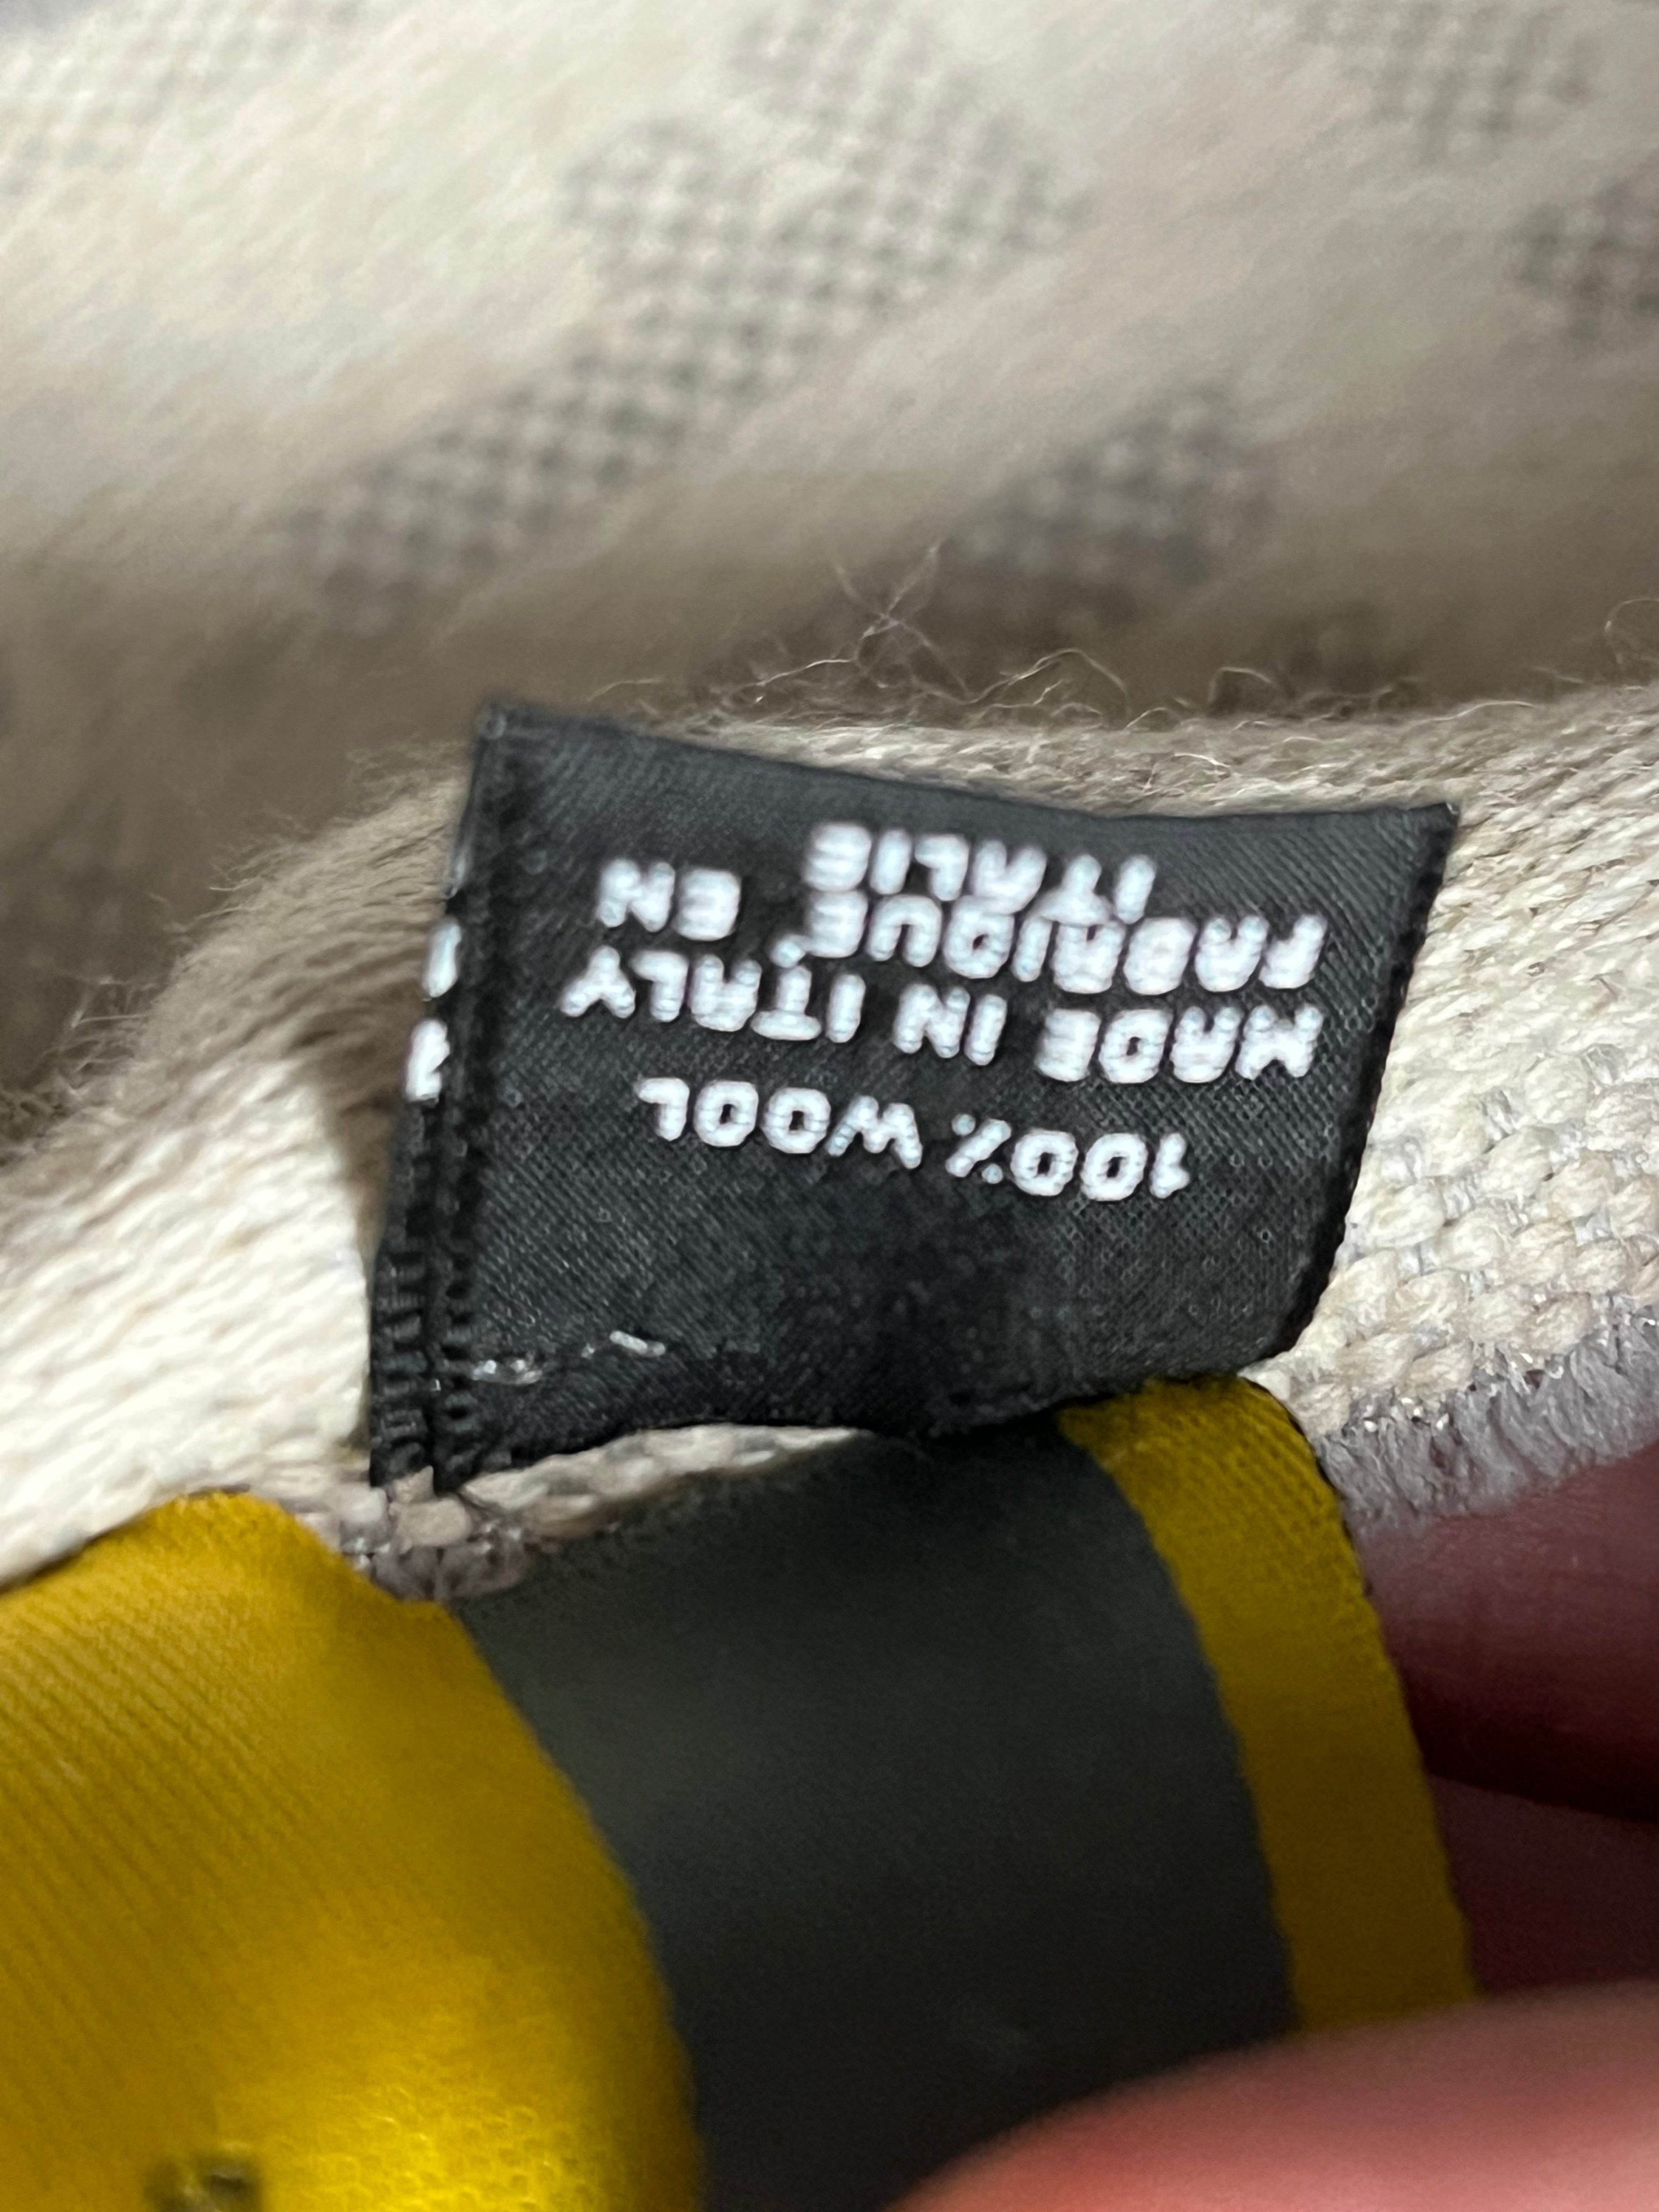 100% WOOL
MADE IN ITALY
FABRIQUE' EN
ITALIE